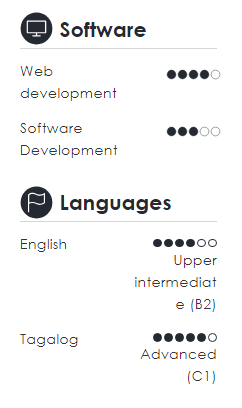 Software
Web
development
Software
Development
Languages
English
Upper
intermediat
e (B2)
Tagalog
Advanced
(C1)